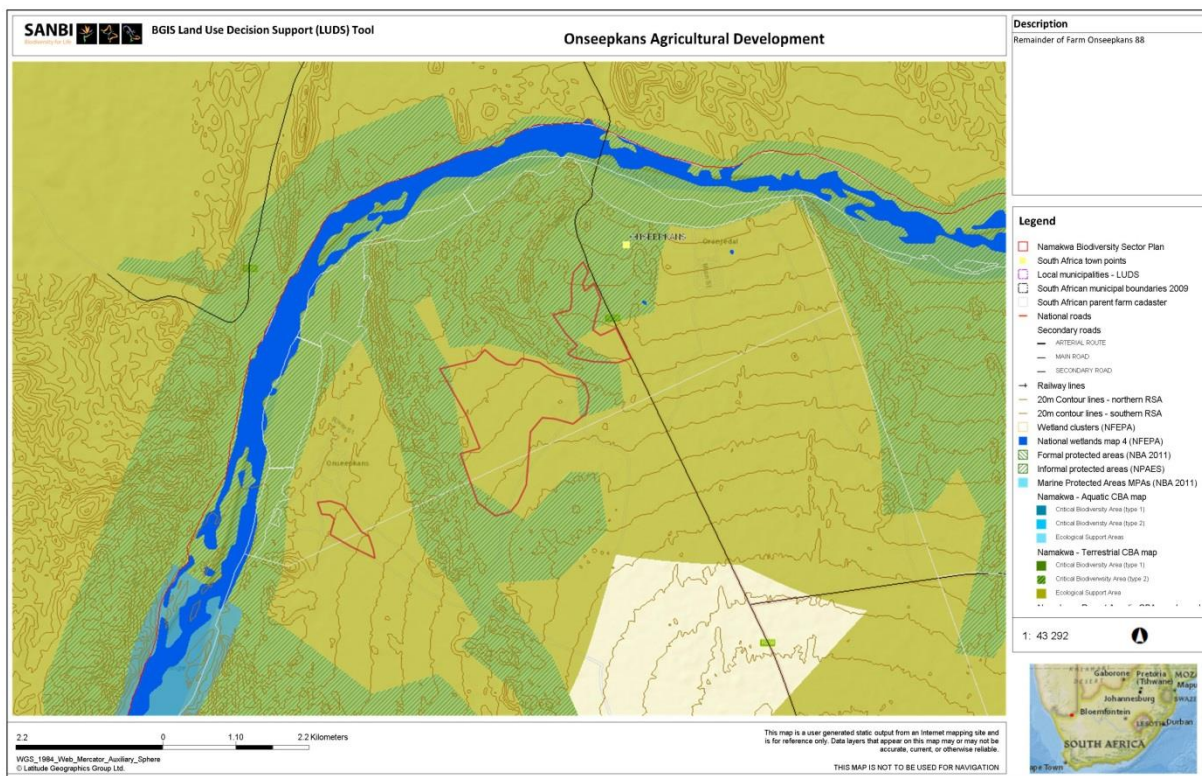 SANBI
Biodiversity for Life
BGIS Land Use Decision Support (LUDS) Tool
Onseepkans Agricultural Development
Description
Remainder of Farm Onseepkans 88
ONSEEPKANS
Onseepkans
Legend
Namakwa Biodiversity Sector Plan
South Africa town points
Local municipalities - LUDS
South African municipal boundaries 2009
South African parent farm cadaster
National roads
Secondary roads
ARTERIAL ROUTE
MAIN ROAD
SECONDARY ROAD
Railway lines
20m Contour lines - northern RSA
20m contour lines - southern RSA
Wetland clusters (NFEPA)
National wetlands map 4 (NFEPA)
Formal protected areas (NBA 2011)
Informal protected areas (NPAES)
Marine Protected Areas MPAs (NBA 2011)
Namakwa - Aquatic CBA map
Critical Biodiversity Area (type 1)
Critical Biodiversity Area (type 2)
Ecological Support Areas
Namakwa - Terrestrial CBA map
Critical Biodiversity Area (type 1)
Critical Biodiversity Area (type 2)
Ecological Support Area
1: 43 292
Gaborone
Pretoria
(Tshwane)
MOZ
Mapu
Johannesburg
SWAZ
Bloemfontein
LESOTHO
Durban
SOUTH AFRICA
ape Town
2.2
0
1.10
2.2 Kilometers
WGS_1984_Web_Mercator_Auxiliary_Sphere
© Latitude Geographics Group Ltd.
This map is a user generated static output from an Internet mapping site and
is for reference only. Data layers that appear on this map may or may not be
accurate, current, or otherwise reliable.
THIS MAP IS NOT TO BE USED FOR NAVIGATION